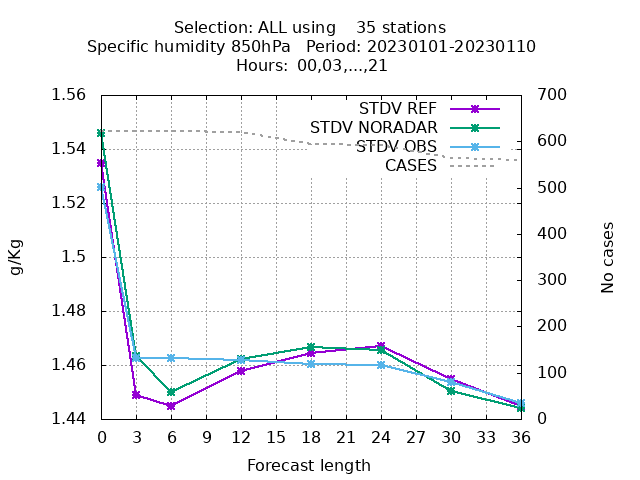 Selection: ALL using    35 stations
Specific humidity 850hPa   Period: 20230101-20230110
Hours: 00,03,...,21
STDV REF
STDV NORADAR
STDV OBS
CASES
1.56
1.54
1.52
1.5
1.48
1.46
1.44
g/Kg
700
600
500
400
300
200
100
0
No cases
0 3 6 9 12 15 18 21 24 27 30 33 36
Forecast length